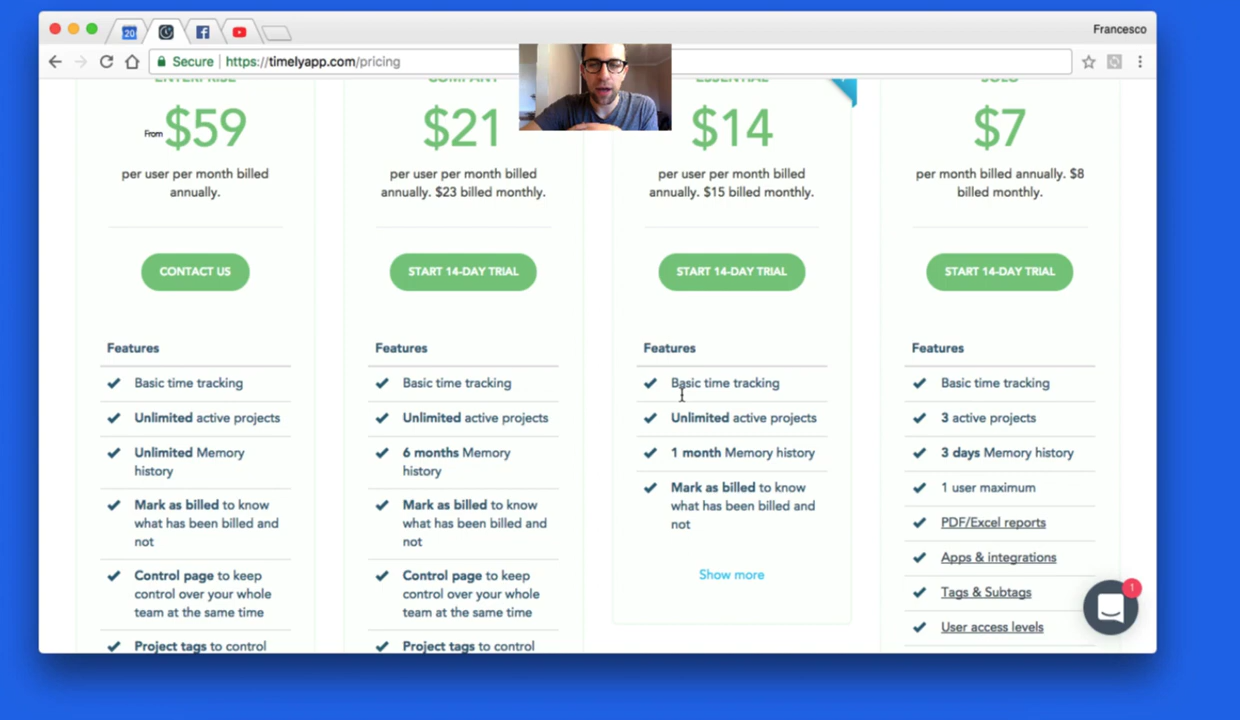 20
Francesco
Secure
https://timelyapp.com/pricing
ENTERPRISE
From $59
per user per month billed
annually.
CONTACT US
Features
Basic time tracking
Unlimited active projects
Unlimited Memory
history
Mark as billed to know
what has been billed and
not
Control page to keep
control over your whole
team at the same time
Project tags to control
COMPANY
$21
per user per month billed
annually. $23 billed monthly.
START 14-DAY TRIAL
Features
Basic time tracking
Unlimited active projects
6 months Memory
history
Mark as billed to know
what has been billed and
not
Control page to keep
control over your whole
team at the same time
Project tags to control
ESSENTIAL
$14
per user per month billed
annually. $15 billed monthly.
START 14-DAY TRIAL
Features
Basic time tracking
Unlimited active projects
1 month Memory history
Mark as billed to know
what has been billed and
not
Show more
SOLO
$7
per month billed annually. $8
billed monthly.
START 14-DAY TRIAL
Features
Basic time tracking
3 active projects
3 days Memory history
1 user maximum
PDF/Excel reports
Apps & integrations
Tags & Subtags
User access levels
1